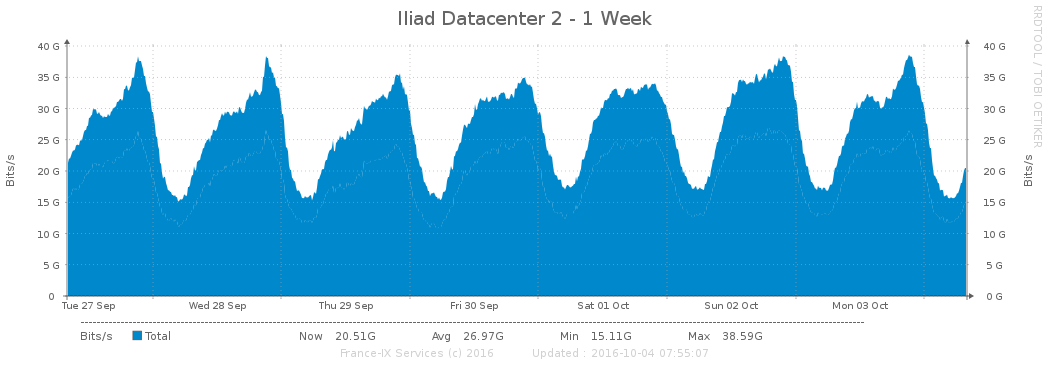 Iliad Datacenter 2 - 1 Week
RRDTOOL / TOBI OETIKER
Bits/s
40 G 40 G
35 G 35 G
30 G 30 G
25 G 25 G
20 G 20 G
15 G 15 G
10 G 10 G
5 G 5 G
0 0 G
Bits/s
Tue 27 Sep Wed 28 Sep Thu 29 Sep Fri 30 Sep Sat 01 Oct Sun 02 Oct Mon 03 Oct
Bits/s Total Now 20.51G Avg 26.97G Min 15.11G Max 38.59G
France-IX Services (c) 2016 Updated : 2016-10-04 07:55:07